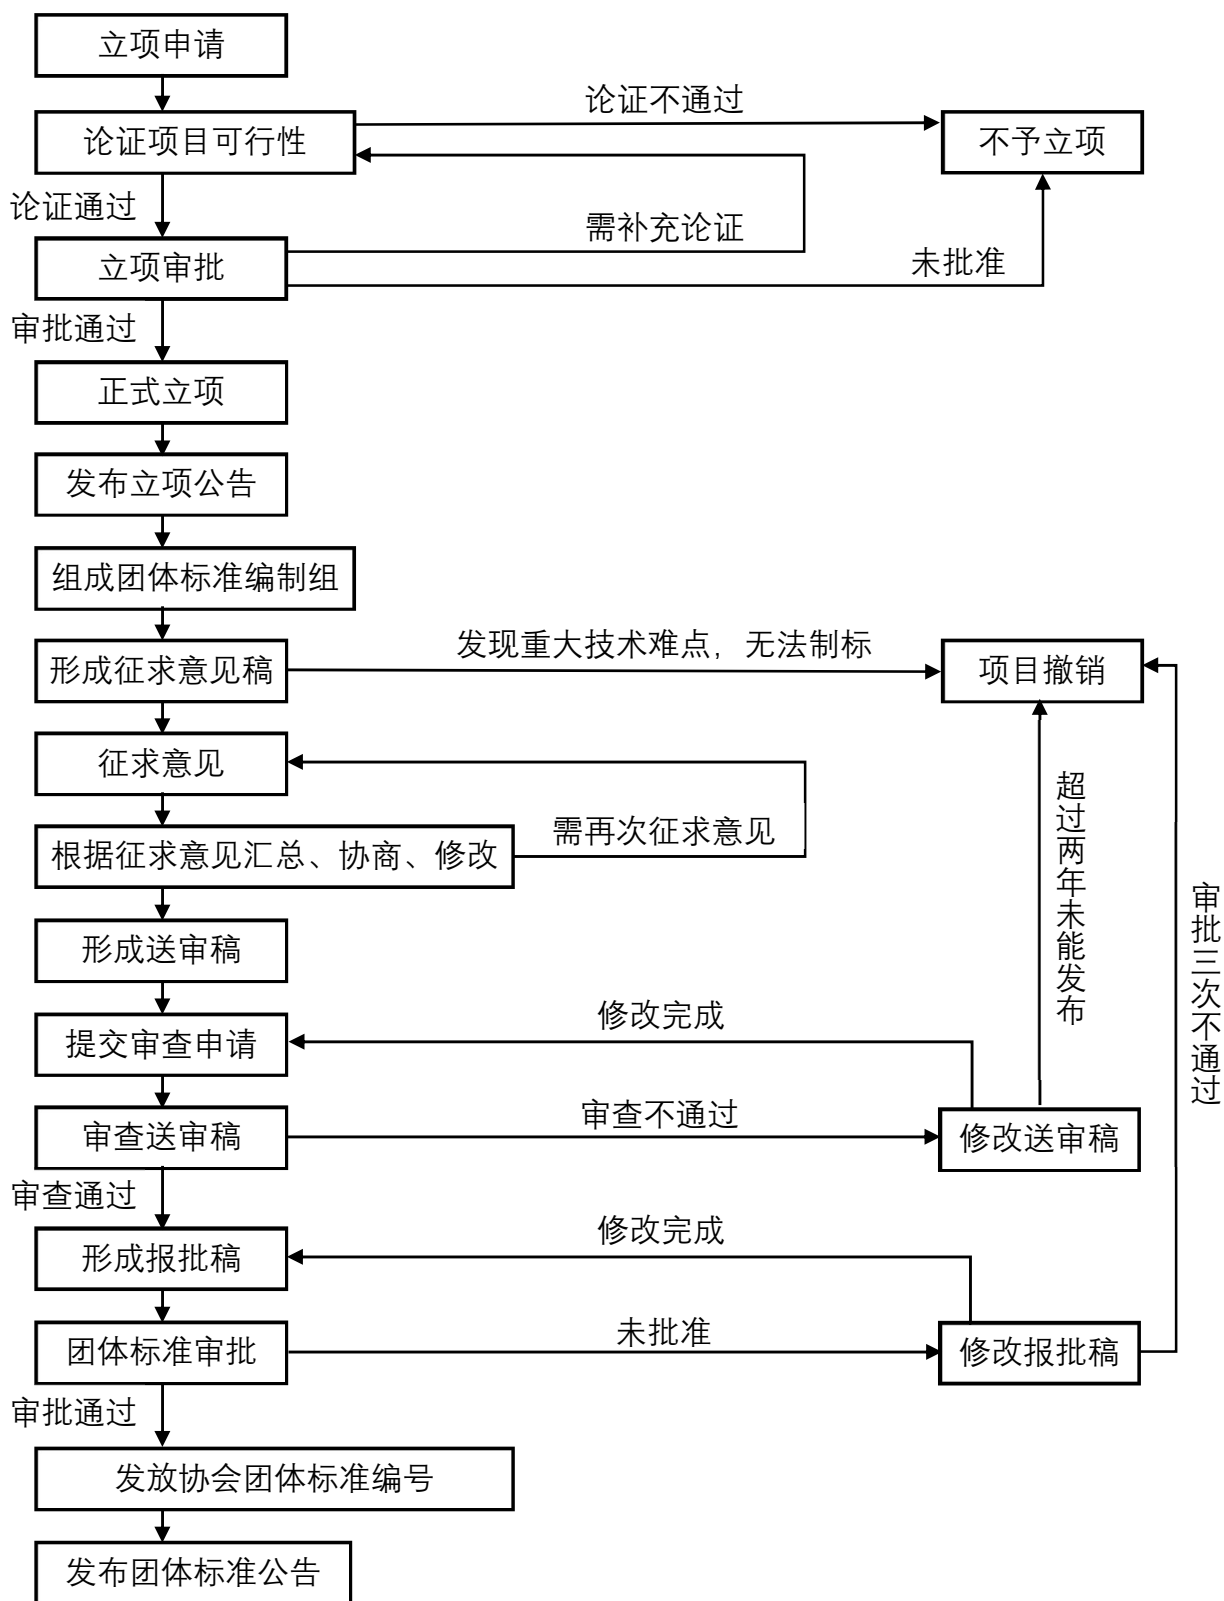 立项申请
论证不通过
论证项目可行性
不予立项
论证通过
需补充论证
立项审批
未批准
审批通过
正式立项
发布立项公告
组成团体标准编制组
发现重大技术难点，无法制标
形成征求意见稿
项目撤销
征求意见
需再次征求意见
根据征求意见汇总、协商、修改
超过两年未能发布
审批三次不通过
形成送审稿
修改完成
提交审查申请
审查不通过
审查送审稿
修改送审稿
审查通过
修改完成
形成报批稿
未批准
团体标准审批
修改报批稿
审批通过
发放协会团体标准编号
发布团体标准公告